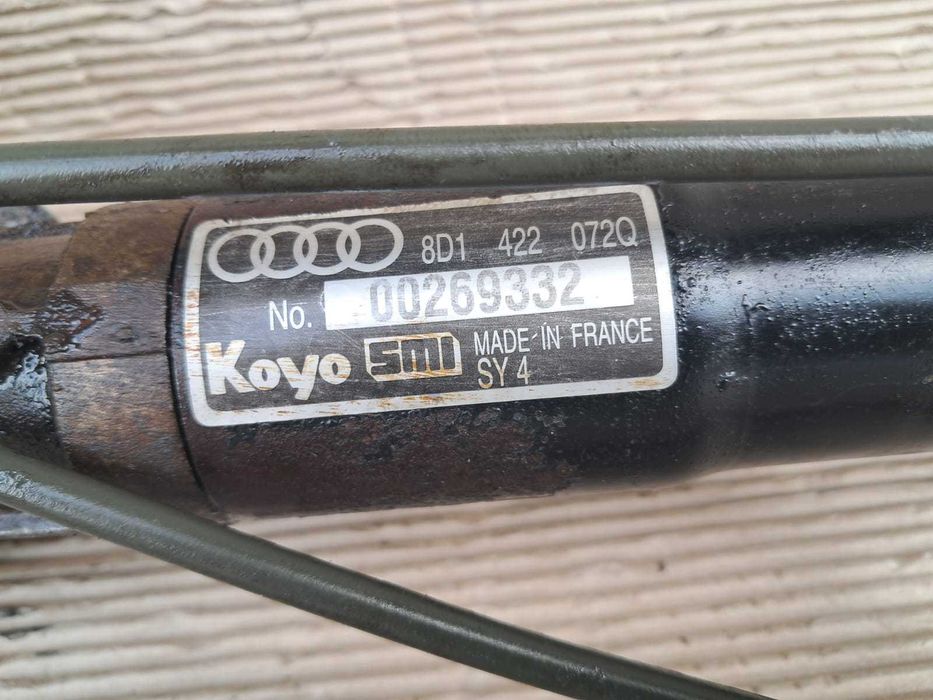 8D1 422 072Q
No. 00269332
Koyo SMI MADE IN FRANCE
SY 4